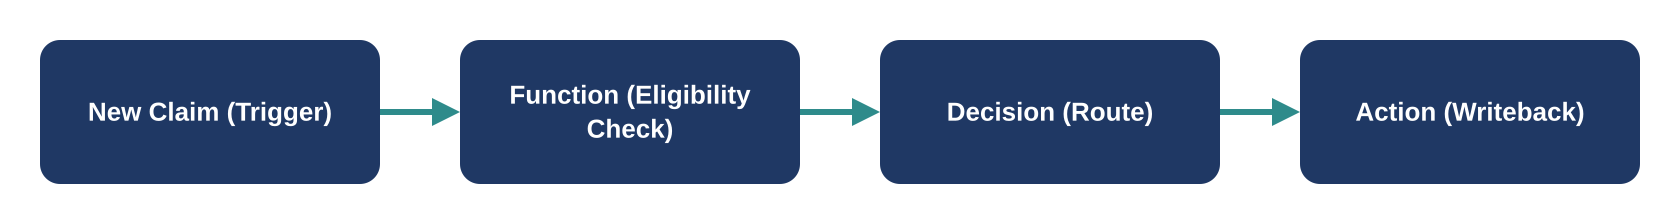 New Claim (Trigger)
Function (Eligibility
Check)
Decision (Route)
Action (Writeback)